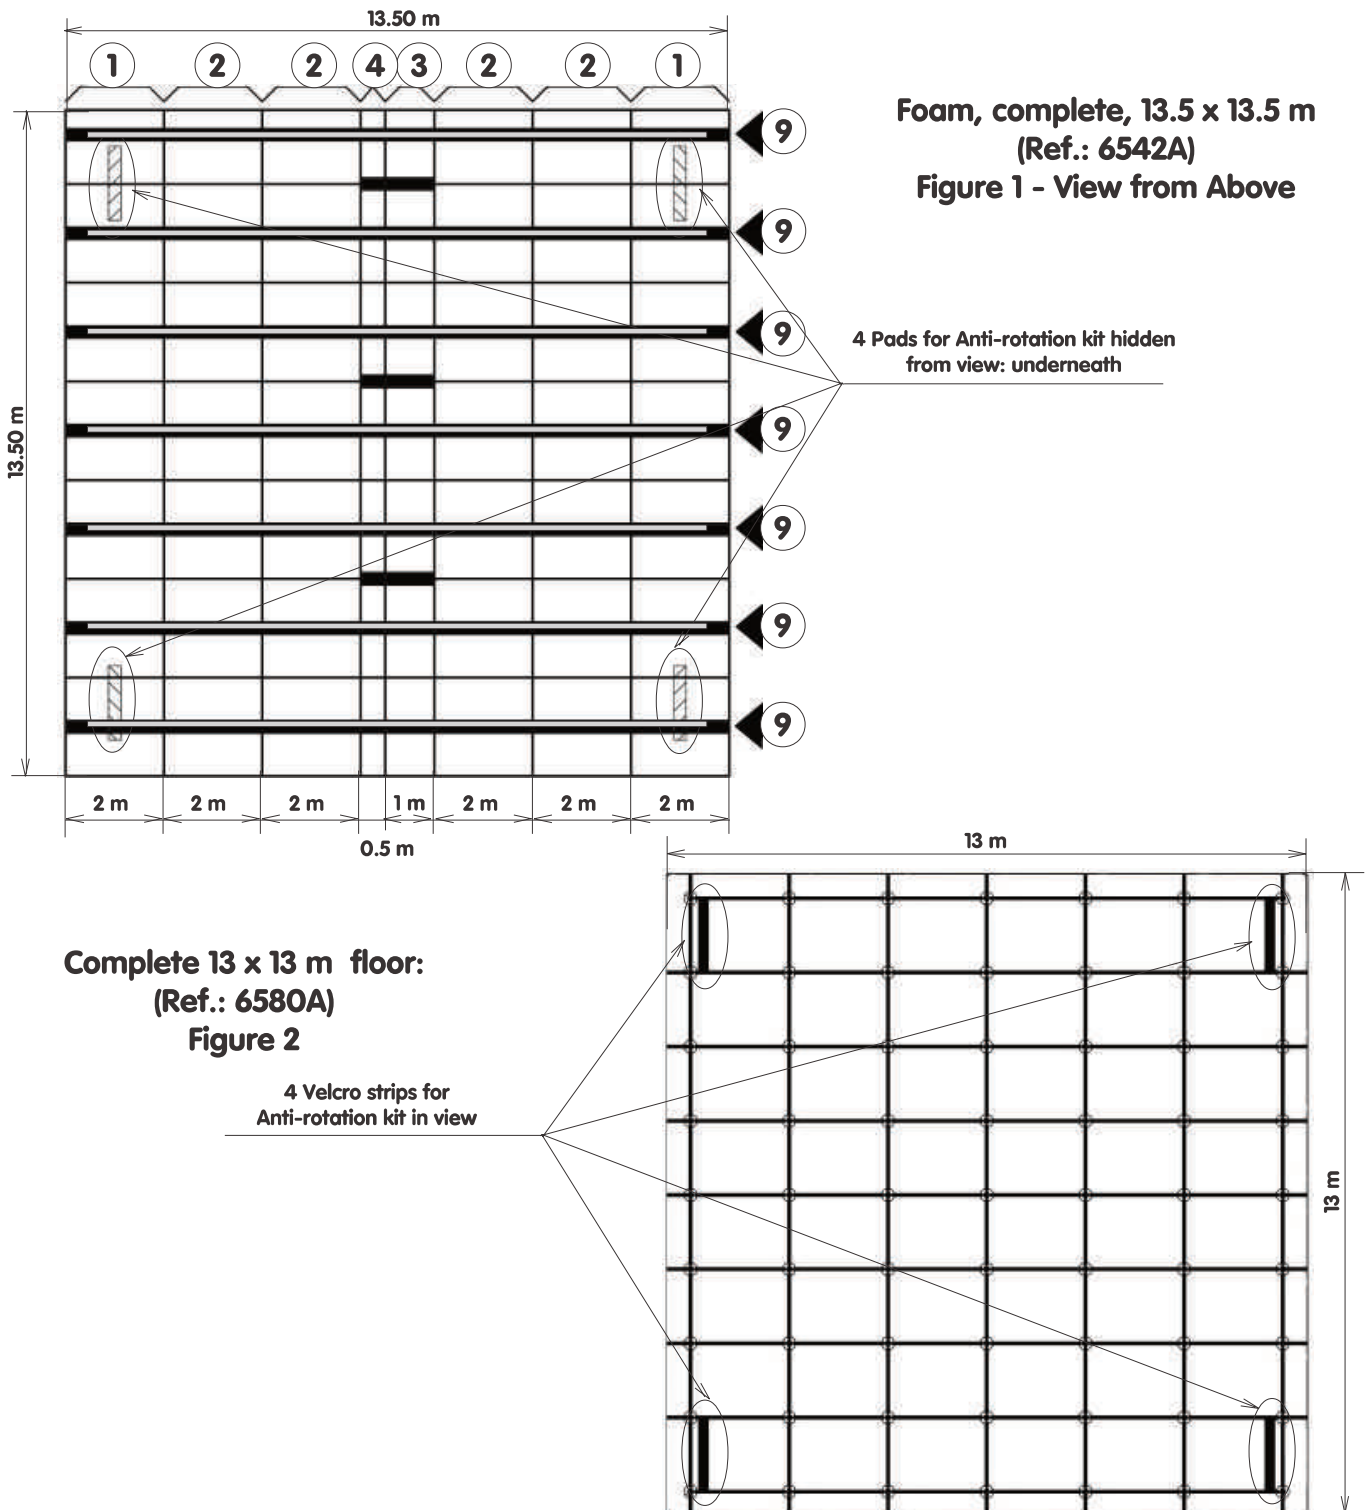 13.50 m
1 2 2 4 3 2 2 1
Foam, complete, 13.5 x 13.5 m
(Ref.: 6542A)
Figure 1 - View from Above
9
9
9
9
9
9
9
4 Pads for Anti-rotation kit hidden
from view: underneath
13.50 m
2 m 2 m 2 m 1 m 2 m 2 m 2 m
0.5 m
13 m
Complete 13 x 13 m floor:
(Ref.: 6580A)
Figure 2
4 Velcro strips for
Anti-rotation kit in view
13 m